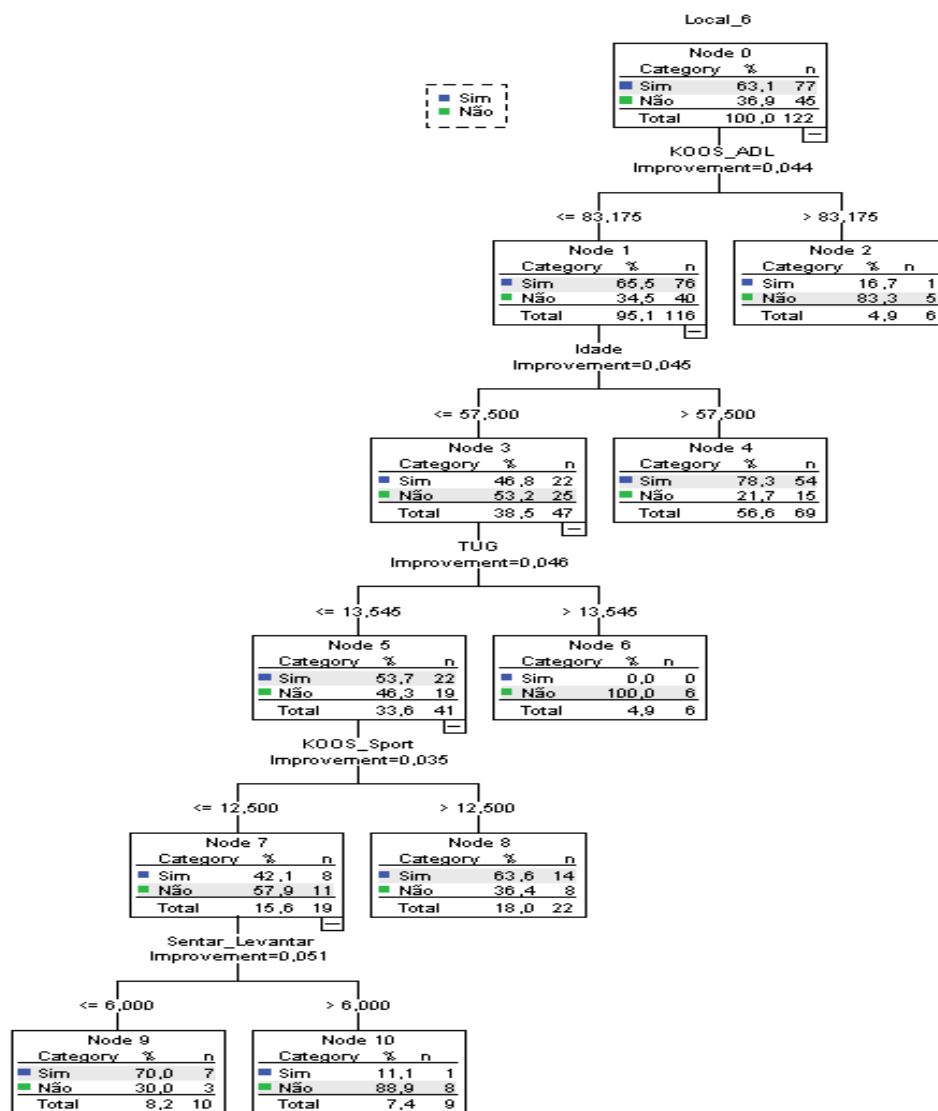 Local_6
Sim
Não
Node 0
Category % n
Sim 63,1 77
Não 36,9 45
Total 100,0 122
KOOS_ADL
Improvement=0,044
<= 83,175
> 83,175
Node 1
Category % n
Sim 65,5 76
Não 34,5 40
Total 95,1 116
Node 2
Category % n
Sim 16,7 1
Não 83,3 5
Total 4,9 6
Idade
Improvement=0,045
<= 57,500
> 57,500
Node 3
Category % n
Sim 46,8 22
Não 53,2 25
Total 38,5 47
Node 4
Category % n
Sim 78,3 54
Não 21,7 15
Total 56,6 69
TUG
Improvement=0,046
<= 13,545
> 13,545
Node 5
Category % n
Sim 53,7 22
Não 46,3 19
Total 33,6 41
Node 6
Category % n
Sim 0,0 0
Não 100,0 6
Total 4,9 6
KOOS_Sport
Improvement=0,035
<= 12,500
> 12,500
Node 7
Category % n
Sim 42,1 8
Não 57,9 11
Total 15,6 19
Node 8
Category % n
Sim 63,6 14
Não 36,4 8
Total 18,0 22
Sentar_Levantar
Improvement=0,051
<= 6,000
> 6,000
Node 9
Category % n
Sim 70,0 7
Não 30,0 3
Total 8,2 10
Node 10
Category % n
Sim 11,1 1
Não 88,9 8
Total 7,4 9